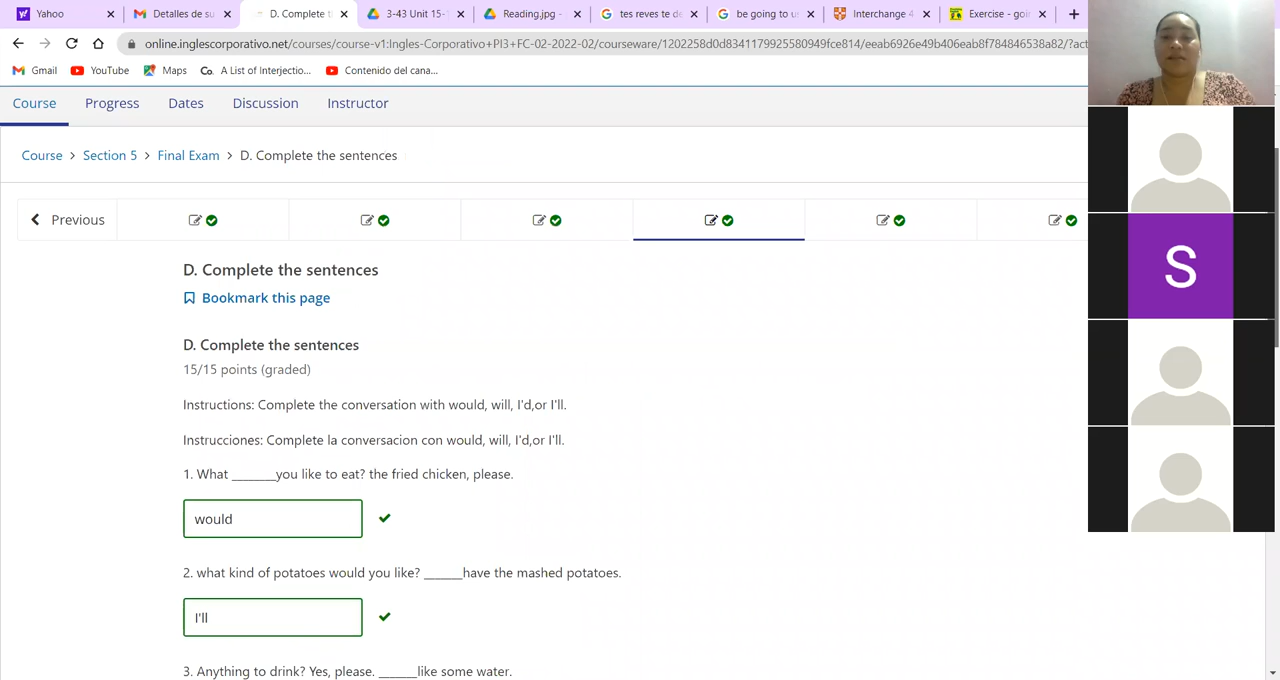 Yahoo
Detalles de su
D. Complete t
3-43 Unit 15-
Reading.jpg -
tes reves te de
be going to u
Interchange 4
Exercise - goi
online.inglescorporativo.net/courses/course-v1:Ingles-Corporativo+PI3+FC-02-2022-02/courseware/1202258d0d8341179925580949fce814/eeab6926e49b406eab8f784846538a82/?act
Gmail
YouTube
Maps
Co. A List of Interjectio...
Contenido del cana...
Course Progress Dates Discussion Instructor
Course > Section 5 > Final Exam > D. Complete the sentences
Previous
D. Complete the sentences
Bookmark this page
D. Complete the sentences
15/15 points (graded)
Instructions: Complete the conversation with would, will, I'd,or I'll.
Instrucciones: Complete la conversacion con would, will, I'd,or I'll.
1. What _______you like to eat? the fried chicken, please.
would
2. what kind of potatoes would you like? ______have the mashed potatoes.
I'll
3. Anything to drink? Yes, please. ______like some water.
S